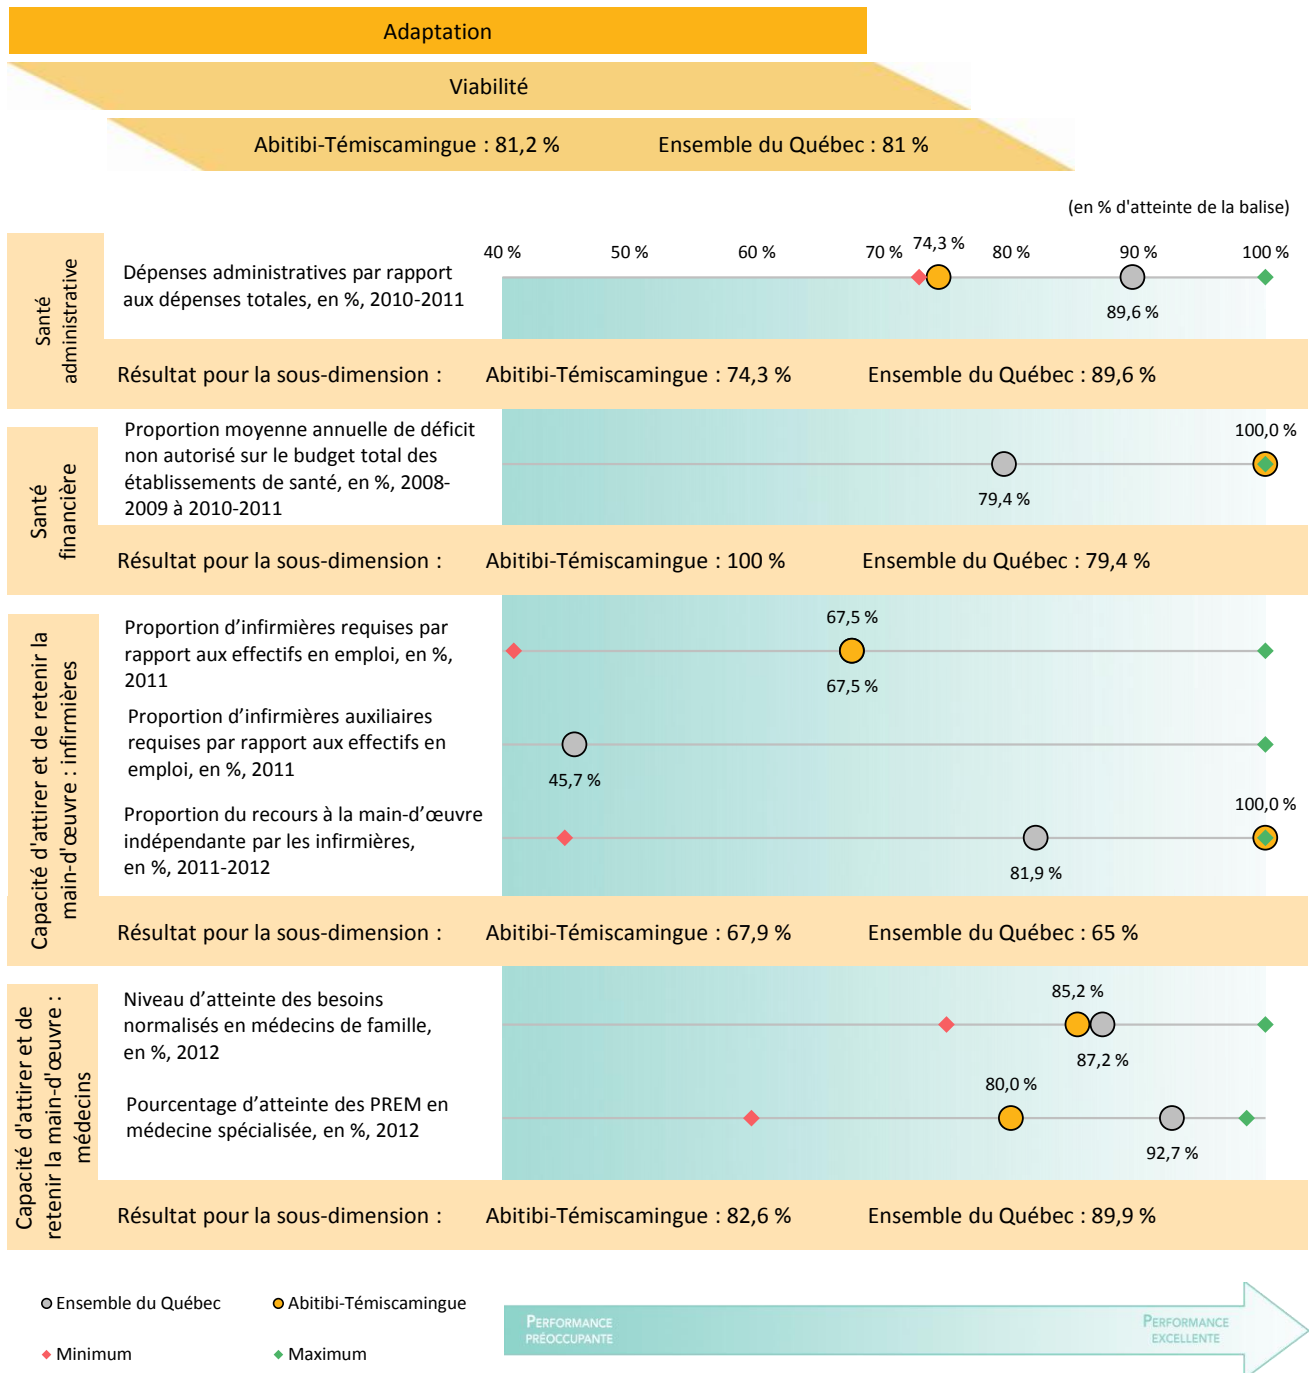 Adaptation
Viabilité
Abitibi-Témiscamingue : 81,2 % Ensemble du Québec : 81 %
(en % d'atteinte de la balise)
40 % 50 % 60 % 70 % 80 % 90 % 100 %
Santé
administrative
Dépenses administratives par rapport
aux dépenses totales, en %, 2010-2011
74,3 %
89,6 %
Résultat pour la sous-dimension : Abitibi-Témiscamingue : 74,3 % Ensemble du Québec : 89,6 %
Santé
financière
Proportion moyenne annuelle de déficit
non autorisé sur le budget total des
établissements de santé, en %, 2008-
2009 à 2010-2011
100,0 %
79,4 %
Résultat pour la sous-dimension : Abitibi-Témiscamingue : 100 % Ensemble du Québec : 79,4 %
Capacité d'attirer et de retenir la
main-d'œuvre : infirmières
Proportion d’infirmières requises par
rapport aux effectifs en emploi, en %,
2011
67,5 %
67,5 %
Proportion d’infirmières auxiliaires
requises par rapport aux effectifs en
emploi, en %, 2011
45,7 %
Proportion du recours à la main-d’œuvre
indépendante par les infirmières,
en %, 2011-2012
100,0 %
81,9 %
Résultat pour la sous-dimension : Abitibi-Témiscamingue : 67,9 % Ensemble du Québec : 65 %
Capacité d'attirer et de
retenir la main-d'œuvre :
médecins
Niveau d’atteinte des besoins
normalisés en médecins de famille,
en %, 2012
85,2 %
87,2 %
Pourcentage d’atteinte des PREM en
médecine spécialisée, en %, 2012
80,0 %
92,7 %
Résultat pour la sous-dimension : Abitibi-Témiscamingue : 82,6 % Ensemble du Québec : 89,9 %
Ensemble du Québec Abitibi-Témiscamingue
Minimum Maximum
PERFORMANCE
PRÉOCCUPANTE
PERFORMANCE
EXCELLENTE